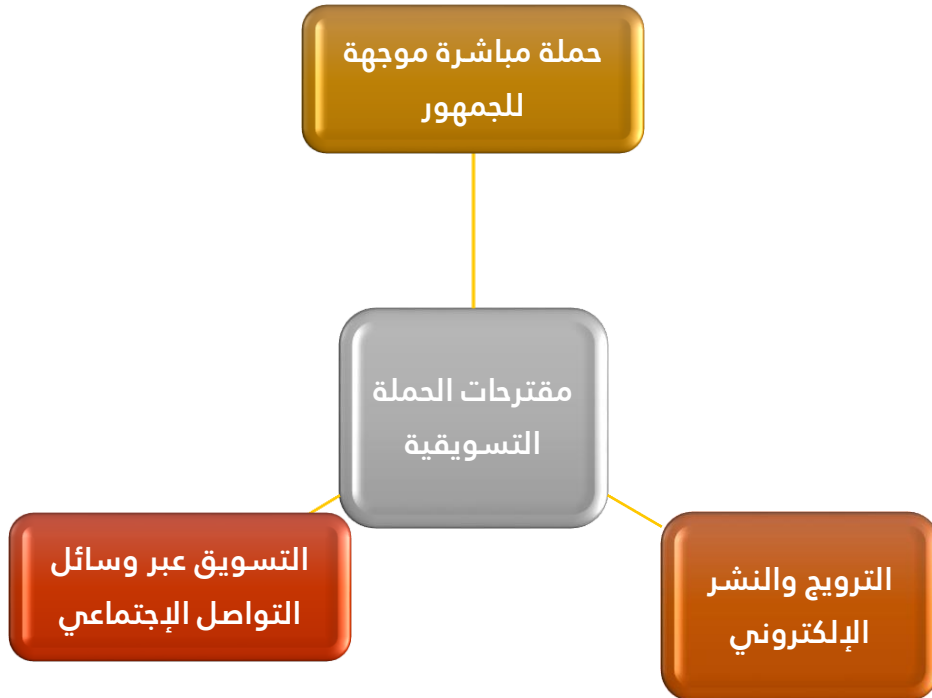 حملة مباشرة موجهة
للجمهور
مقترحات الحملة
التسويقية
الترويج والنشر
الإلكتروني
التسويق عبر وسائل
التواصل الإجتماعي